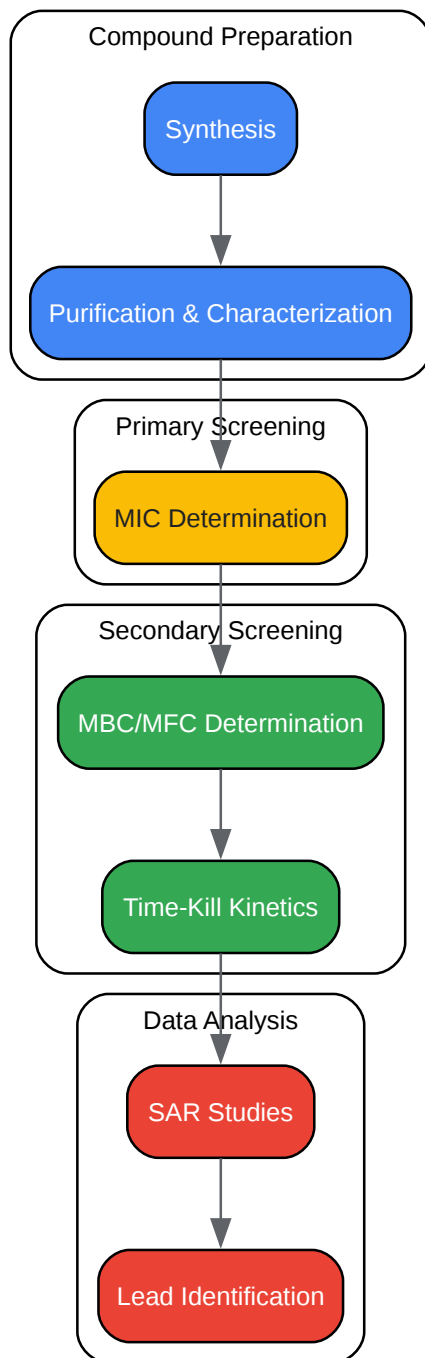 Compound Preparation
Synthesis
Purification & Characterization
Primary Screening
MIC Determination
Secondary Screening
MBC/MFC Determination
Time-Kill Kinetics
Data Analysis
SAR Studies
Lead Identification